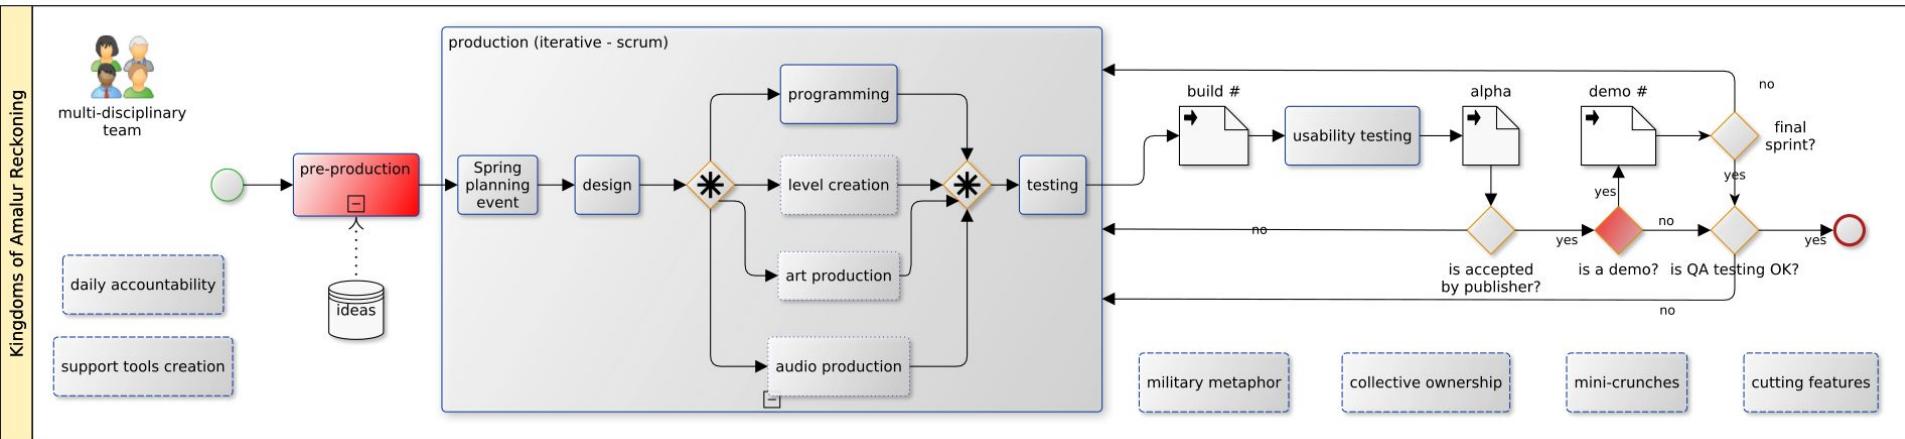 Kingdoms of Amalur Reckoning
multi-disciplinary
team
pre-production
ideas
daily accountability
support tools creation
production (iterative - scrum)
Spring
planning
event
design
programming
level creation
art production
audio production
testing
build #
usability testing
alpha
demo #
no
final
sprint?
yes
yes
no
no
yes
yes
is accepted
by publisher?
is a demo?
is QA testing OK?
no
military metaphor
collective ownership
mini-crunches
cutting features